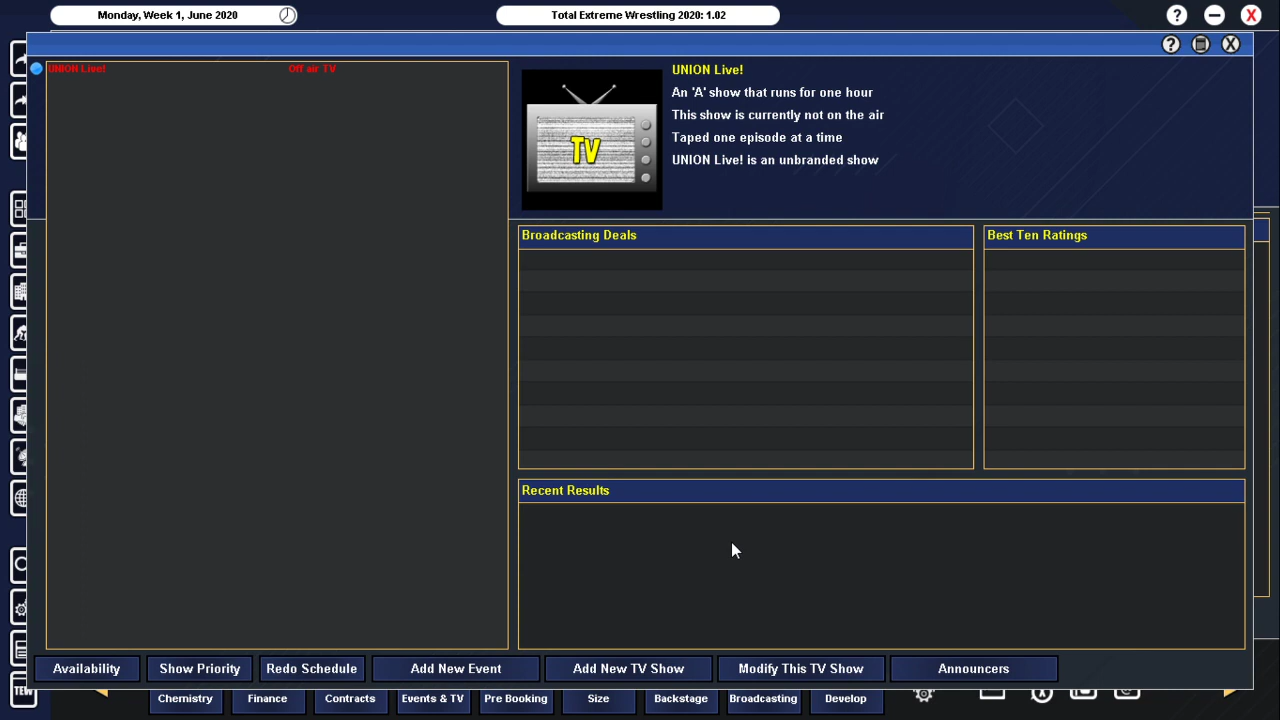 Monday, Week 1, June 2020
Total Extreme Wrestling 2020: 1.02
?
X
?
X
UNION Live! Off air TV
TV
UNION Live!
An 'A' show that runs for one hour
This show is currently not on the air
Taped one episode at a time
UNION Live! is an unbranded show
Broadcasting Deals
Best Ten Ratings
Recent Results
Availability
Show Priority
Redo Schedule
Add New Event
Add New TV Show
Modify This TV Show
Announcers
TEW
Chemistry
Finance
Contracts
Events & TV
Pre Booking
Size
Backstage
Broadcasting
Develop